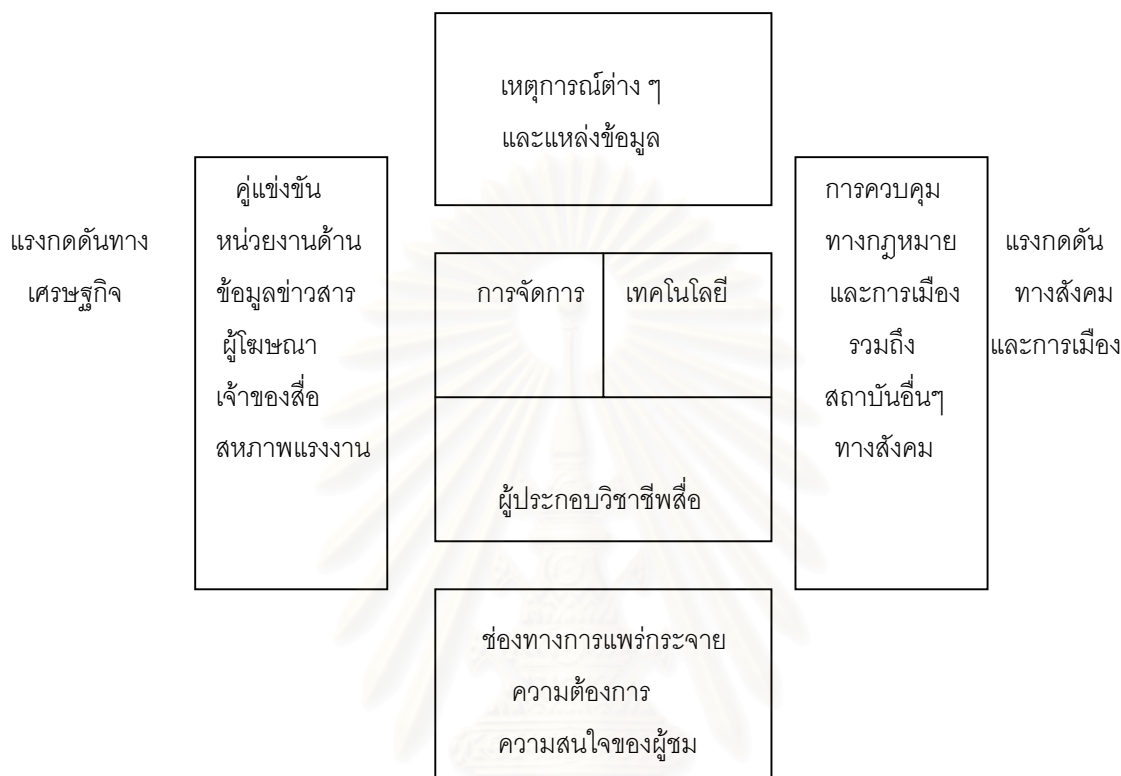 เหตุการณ์ต่าง ๆ
และแหล่งข้อมูล
แรงกดดันทาง
เศรษฐกิจ
คู่แข่งขัน
หน่วยงานด้าน
ข้อมูลข่าวสาร
ผู้โฆษณา
เจ้าของสื่อ
สหภาพแรงงาน
การจัดการ
เทคโนโลยี
ผู้ประกอบวิชาชีพสื่อ
การควบคุม
ทางกฎหมาย
และการเมือง
รวมถึง
สถาบันอื่นๆ
ทางสังคม
แรงกดดัน
ทางสังคม
และการเมือง
ช่องทางการแพร่กระจาย
ความต้องการ
ความสนใจของผู้ชม